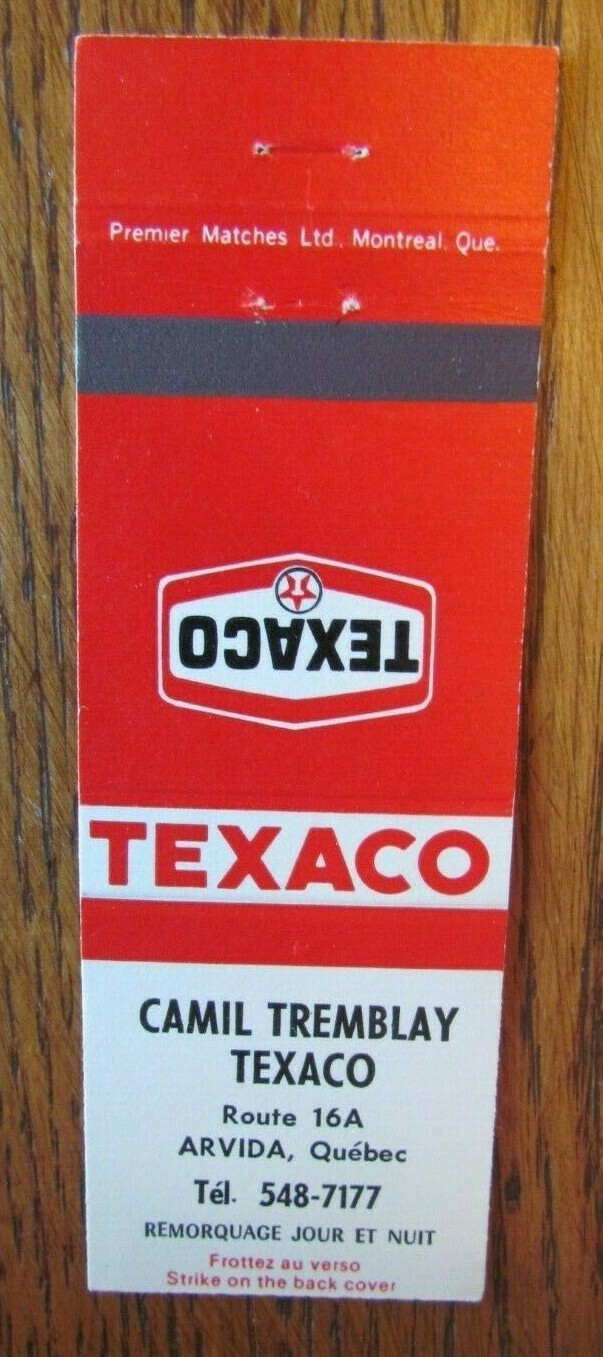 Premier Matches Ltd. Montreal. Que.
TEXACO
T
TEXACO
CAMIL TREMBLAY
TEXACO
Route 16A
ARVIDA, Québec
Tél. 548-7177
REMORQUAGE JOUR ET NUIT
Frottez au verso
Strike on the back cover